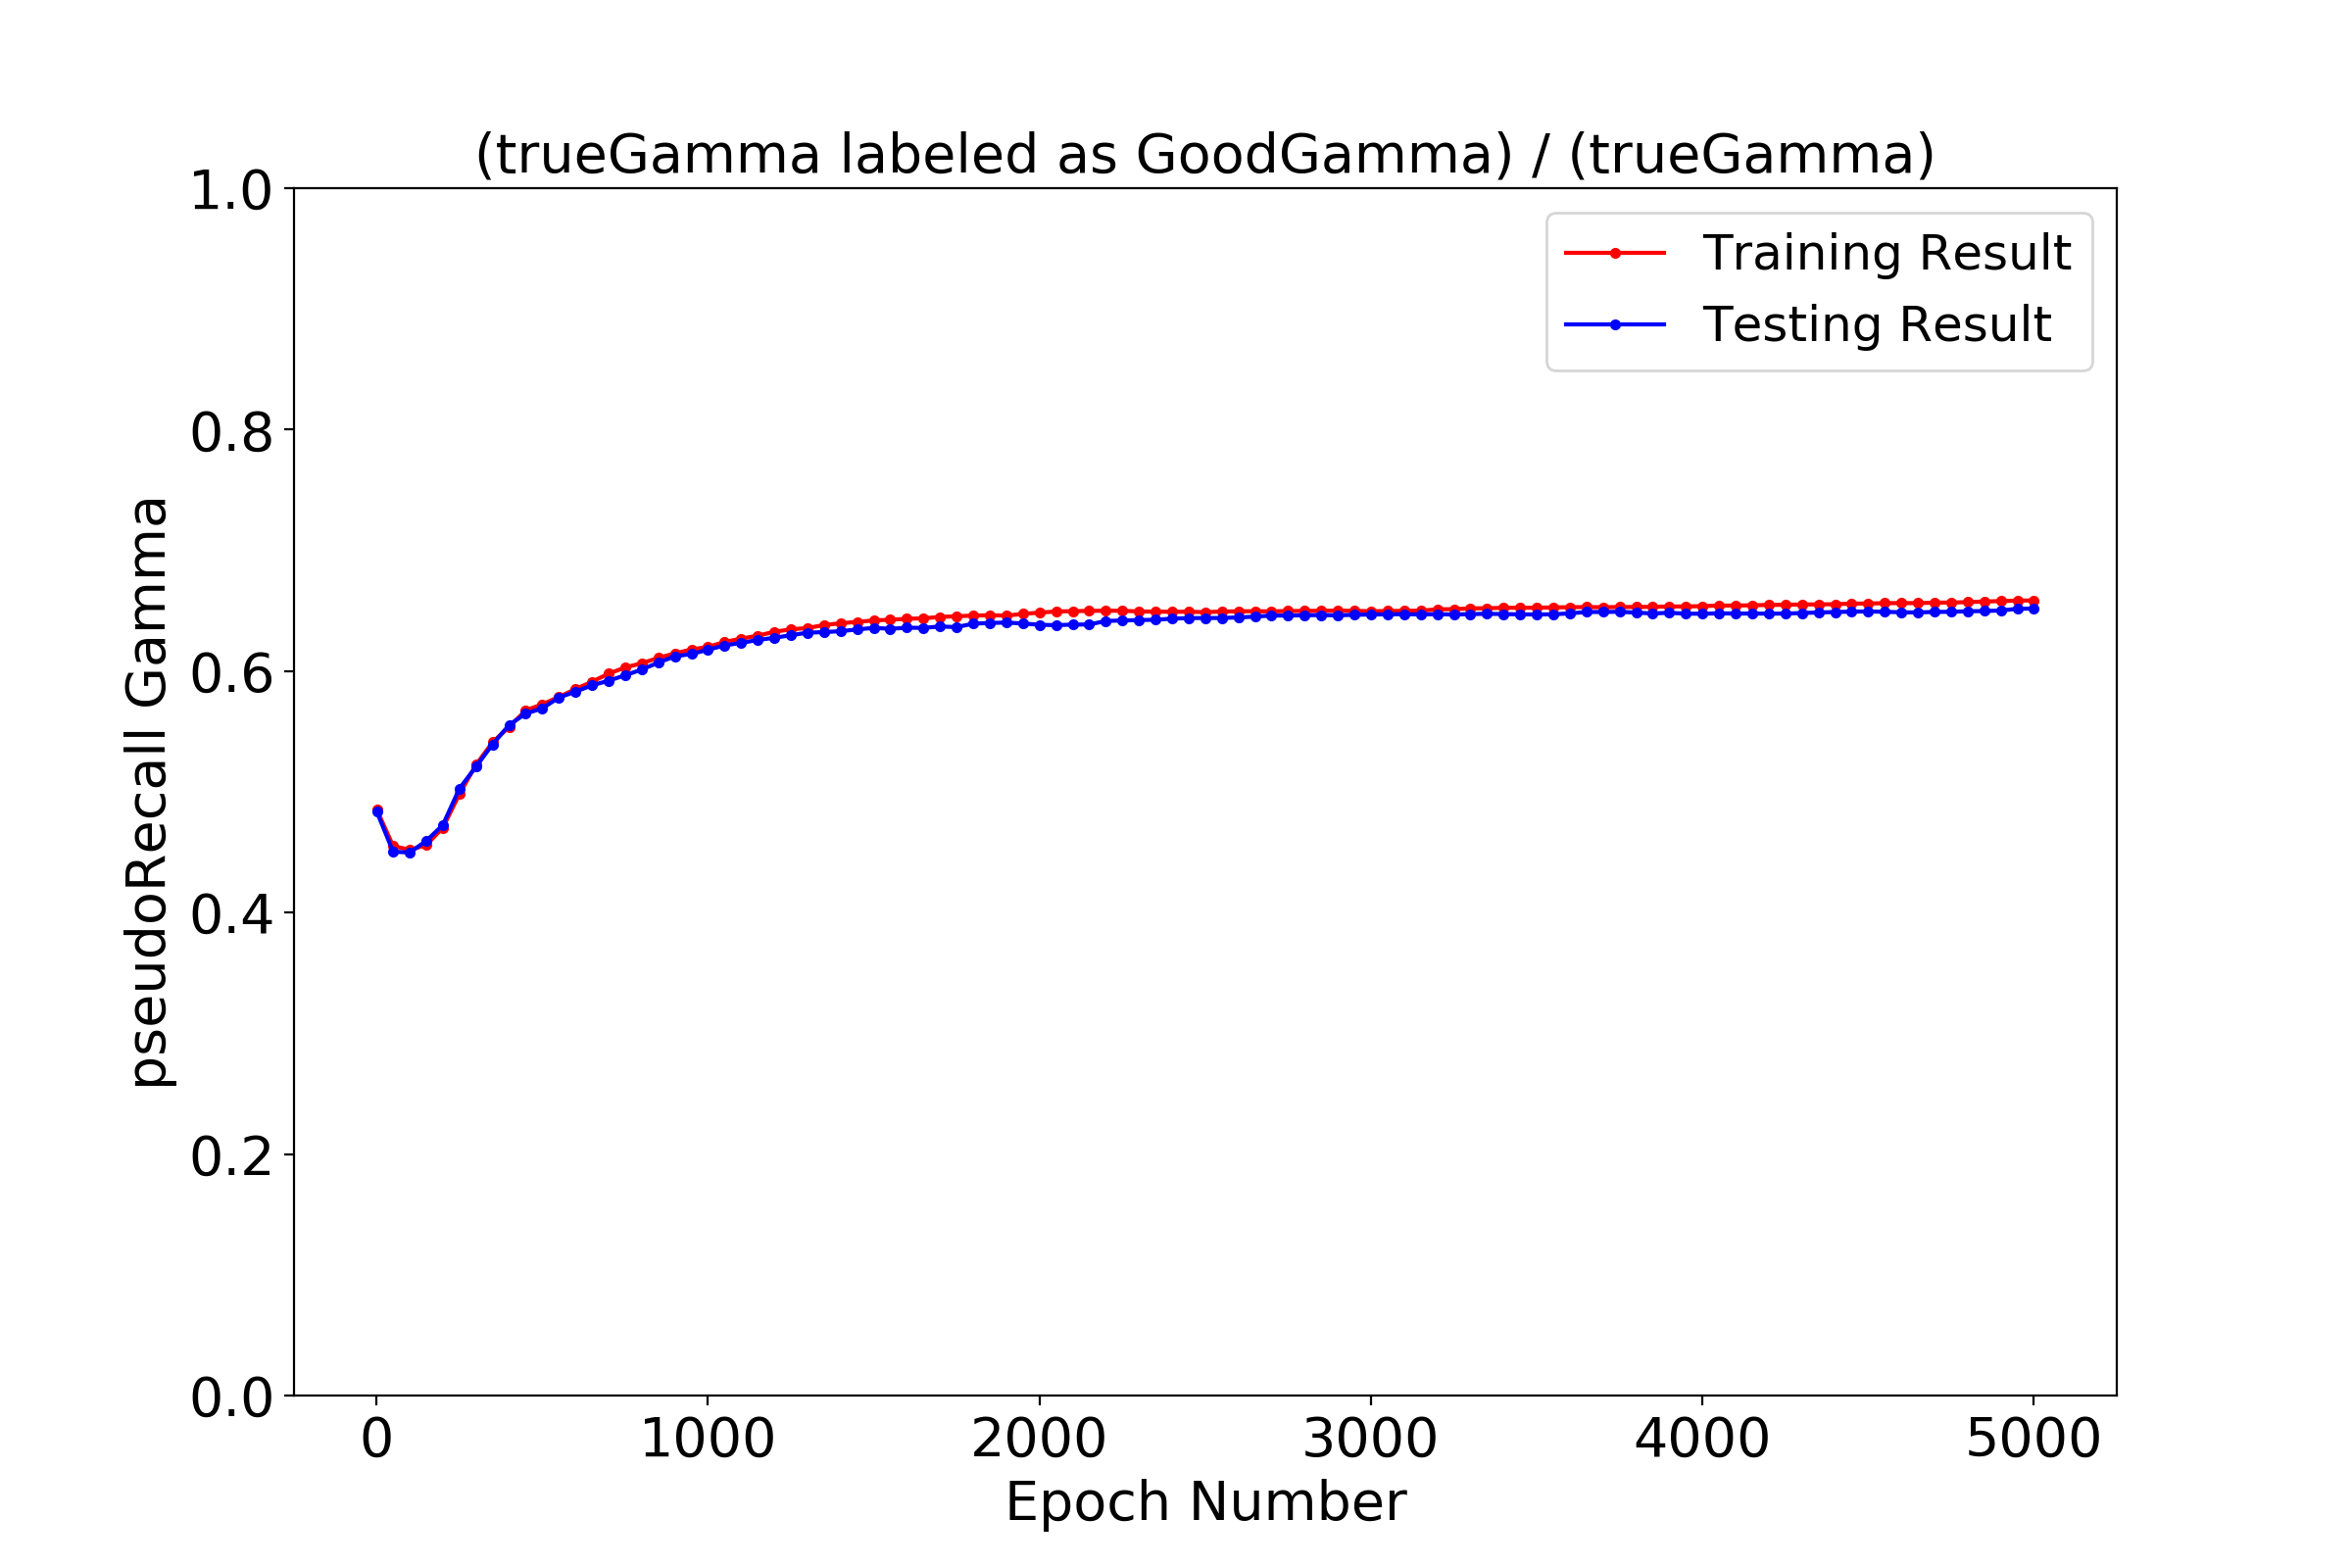 (trueGamma labeled as GoodGamma) / (trueGamma)
1.0
0.8
0.6
0.4
0.2
0.0
pseudoRecall Gamma
Training Result
Testing Result
0 1000 2000 3000 4000 5000
Epoch Number